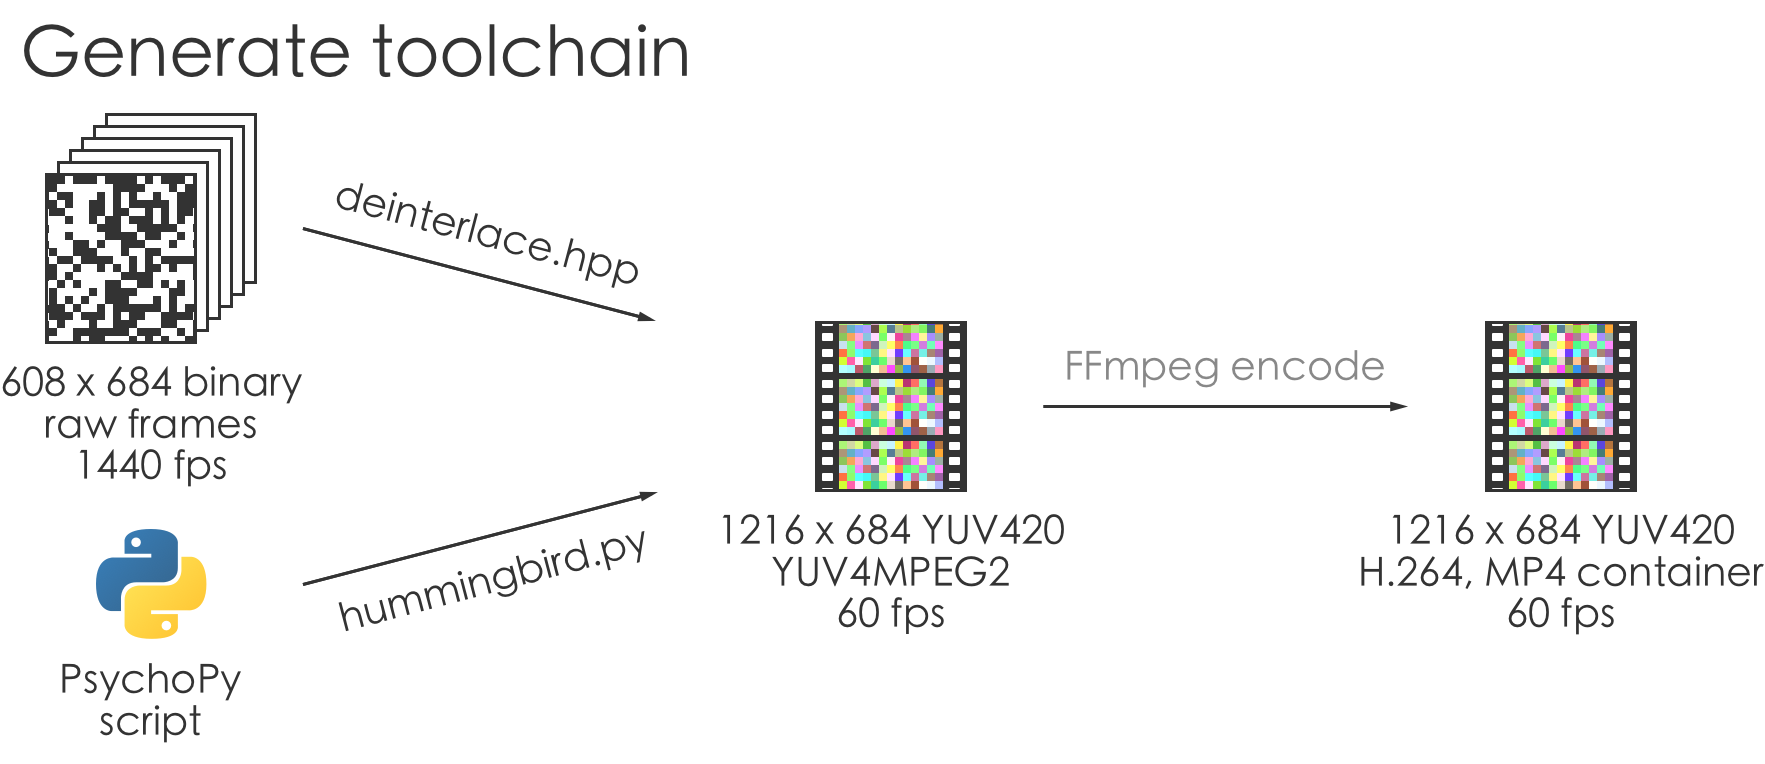 Generate toolchain
deinterlace.hpp
608 x 684 binary
raw frames
1440 fps
hummingbird.py
PsychoPy
script
1216 x 684 YUV420
YUV4MPEG2
60 fps
FFmpeg encode
1216 x 684 YUV420
H.264, MP4 container
60 fps